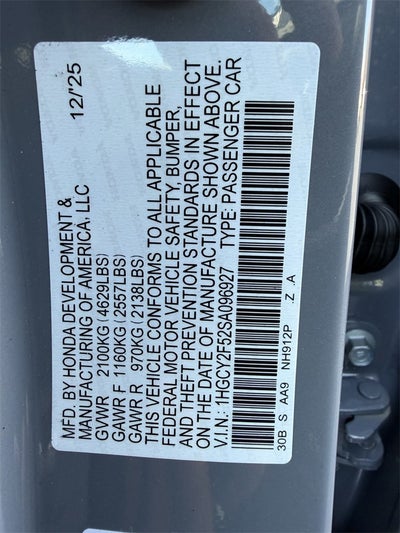 MFD. BY HONDA DEVELOPMENT & 12/'25
MANUFACTURING OF AMERICA, LLC
GVWR 2100KG(4629LBS)
GAWR F 1160KG(2557LBS)
GAWR R 970KG(2138LBS)
THIS VEHICLE CONFORMS TO ALL APPLICABLE
FEDERAL MOTOR VEHICLE SAFETY, BUMPER,
AND THEFT PREVENTION STANDARDS IN EFFECT
ON THE DATE OF MANUFACTURE SHOWN ABOVE.
V.I.N.: 1HGCY2F52SA096927 TYPE: PASSENGER CAR
30B S AA9 NH912P .Z .A